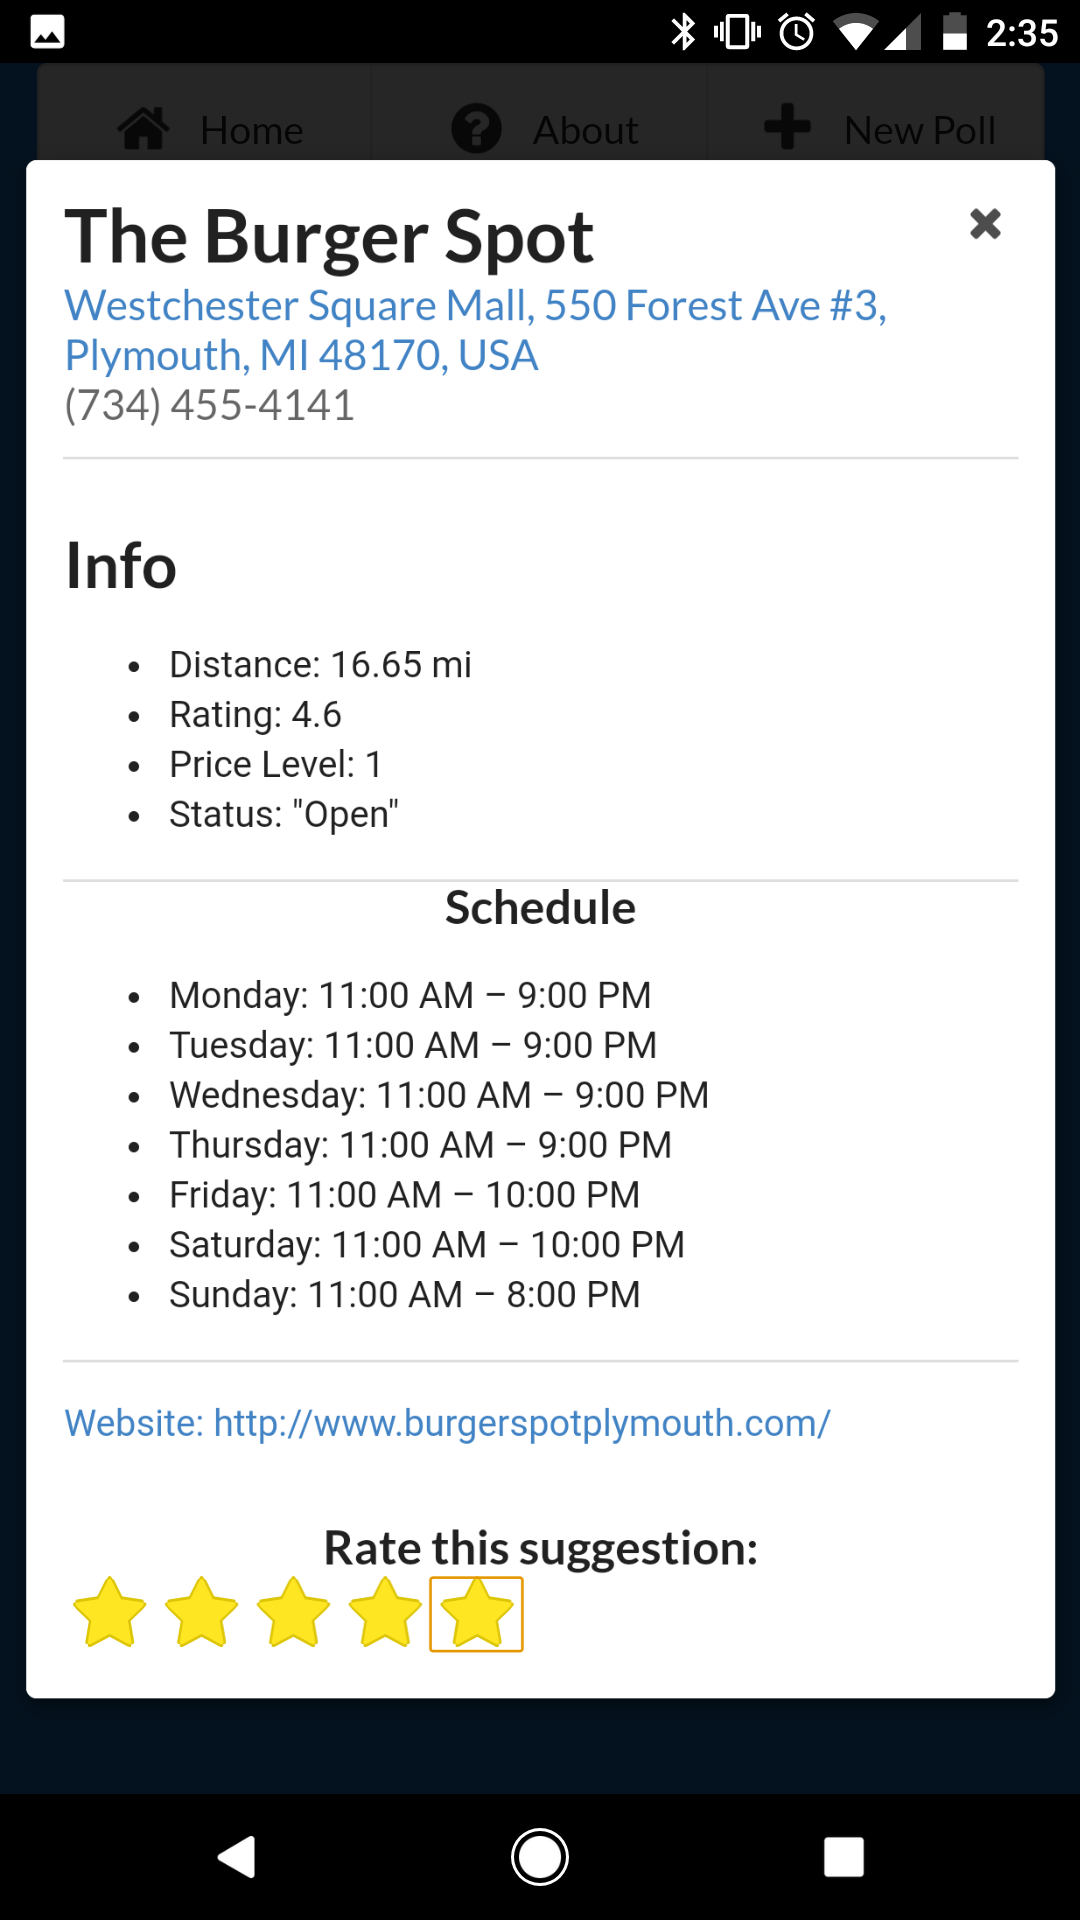 2:35
Home About New Poll
The Burger Spot
Westchester Square Mall, 550 Forest Ave #3,
Plymouth, MI 48170, USA
(734) 455-4141
Info
• Distance: 16.65 mi
• Rating: 4.6
• Price Level: 1
• Status: "Open"
Schedule
• Monday: 11:00 AM – 9:00 PM
• Tuesday: 11:00 AM – 9:00 PM
• Wednesday: 11:00 AM – 9:00 PM
• Thursday: 11:00 AM – 9:00 PM
• Friday: 11:00 AM – 10:00 PM
• Saturday: 11:00 AM – 10:00 PM
• Sunday: 11:00 AM – 8:00 PM
Website: http://www.burgerspotplymouth.com/
Rate this suggestion: